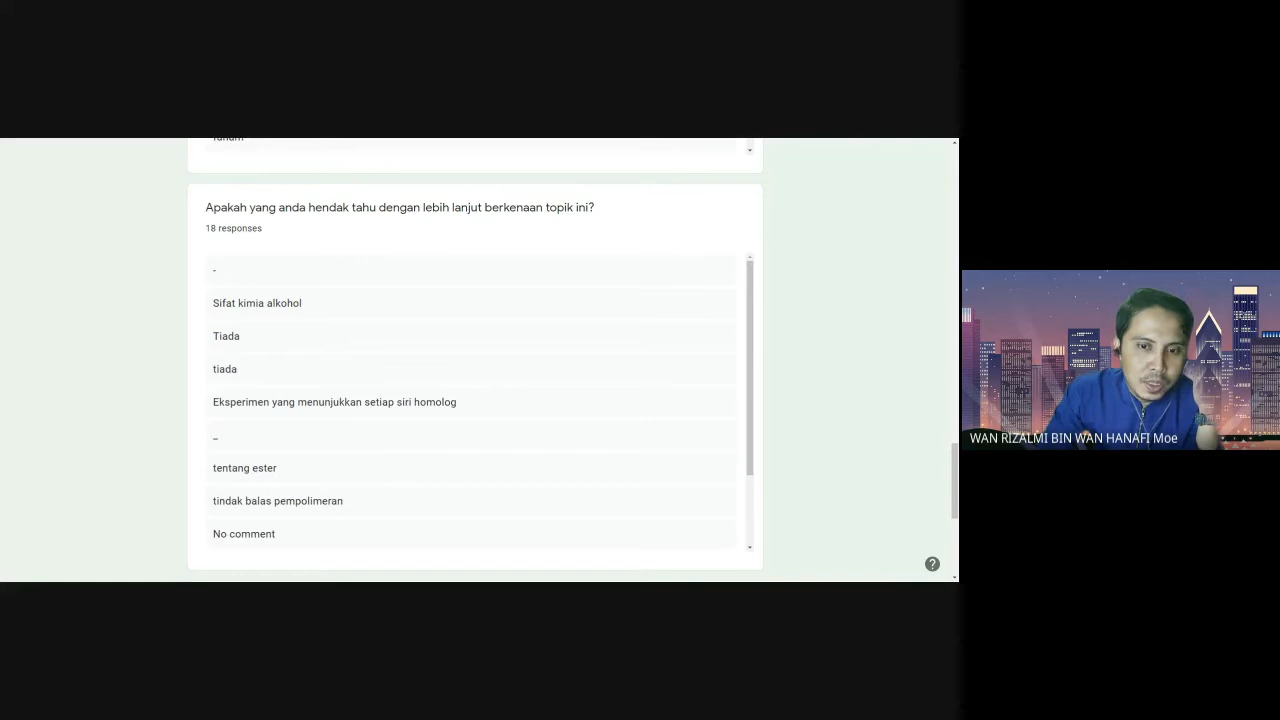 Apakah yang anda hendak tahu dengan lebih lanjut berkenaan topik ini?
18 responses
-
Sifat kimia alkohol
Tiada
tiada
Eksperimen yang menunjukkan setiap siri homolog
_
tentang ester
tindak balas pempolimeran
No comment
?
WAN RIZALMI BIN WAN HANAFI Moe